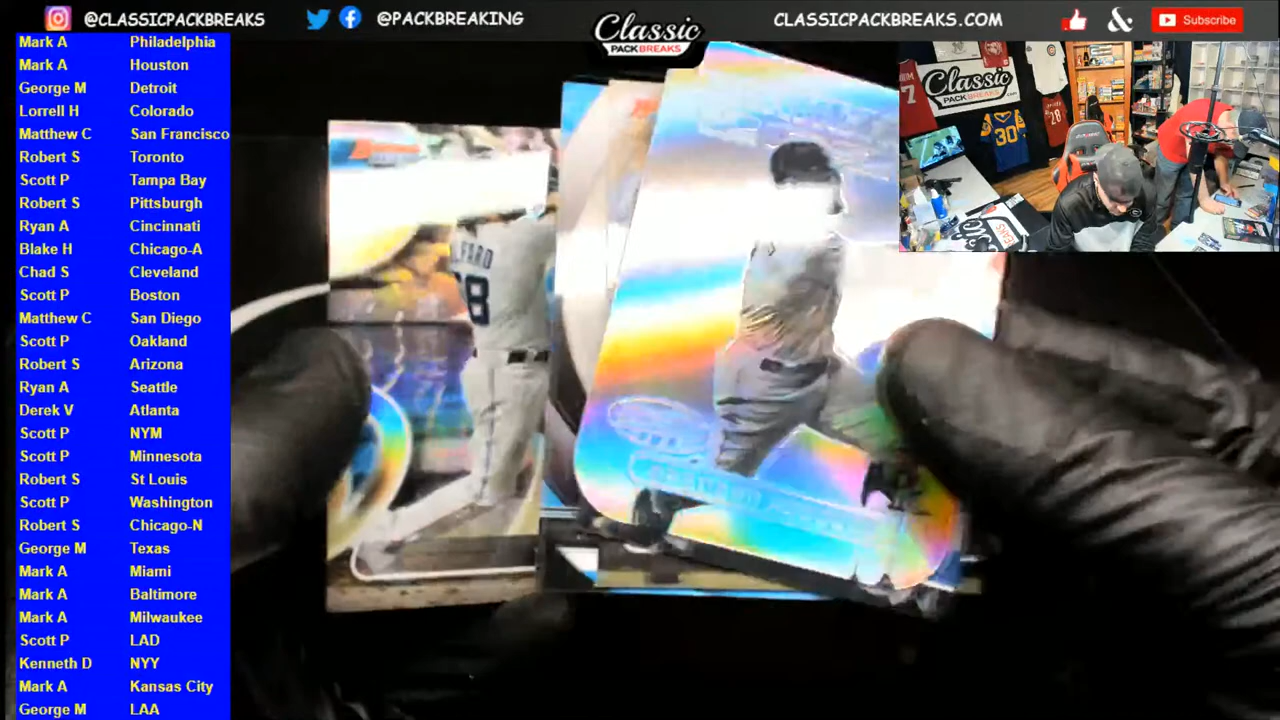 @CLASSICPACKBREAKS
@PACKBREAKING
Classic
PACK BREAKS
CLASSICPACKBREAKS.COM
Subscribe
Mark A Philadelphia
Mark A Houston
George M Detroit
Lorrell H Colorado
Matthew C San Francisco
Robert S Toronto
Scott P Tampa Bay
Robert S Pittsburgh
Ryan A Cincinnati
Blake H Chicago-A
Chad S Cleveland
Scott P Boston
Matthew C San Diego
Scott P Oakland
Robert S Arizona
Ryan A Seattle
Derek V Atlanta
Scott P NYM
Scott P Minnesota
Robert S St Louis
Scott P Washington
Robert S Chicago-N
George M Texas
Mark A Miami
Mark A Baltimore
Mark A Milwaukee
Scott P LAD
Kenneth D NYY
Mark A Kansas City
George M LAA
Classic
PACK BREAKS
.com
30
28
7